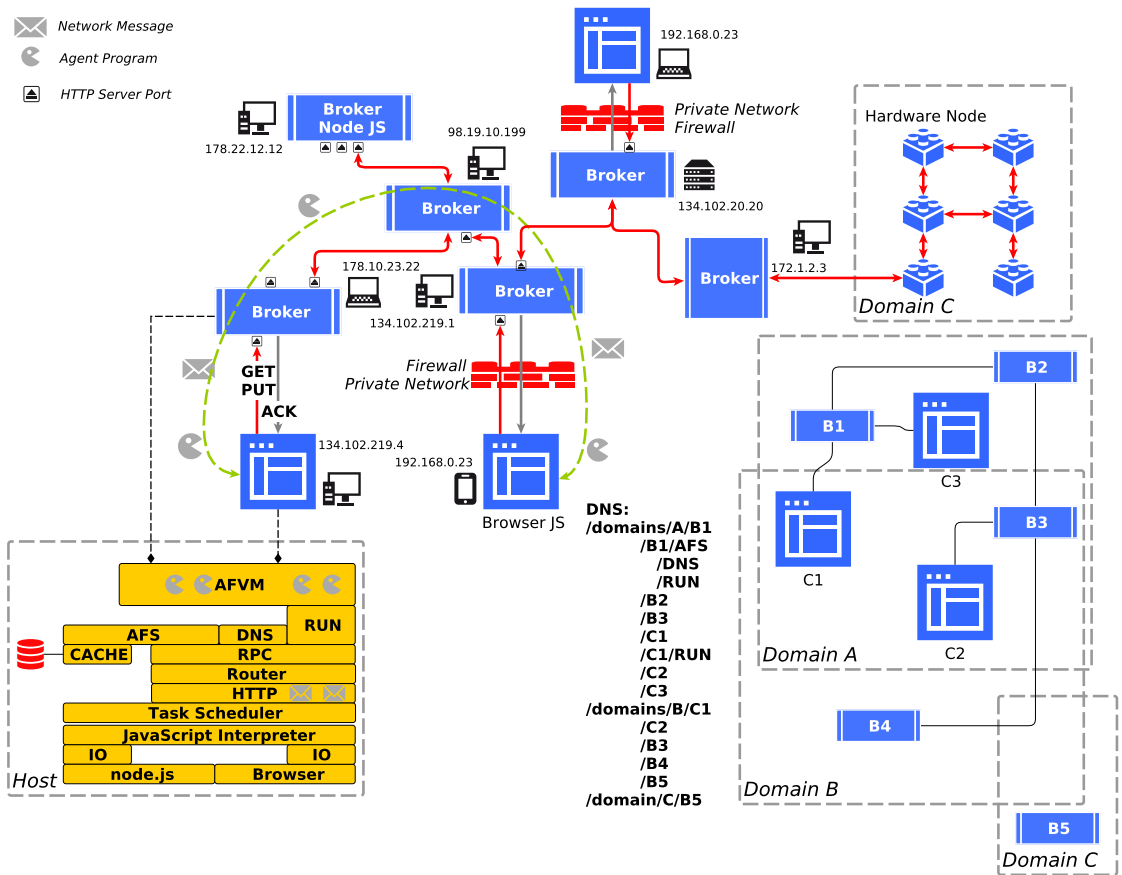 Network Message
Agent Program
HTTP Server Port
192.168.0.23
Private Network
Firewall
Broker
Node JS
178.22.12.12
98.19.10.199
Broker
Broker
134.102.20.20
Hardware Node
172.1.2.3
Broker
Domain C
178.10.23.22
Broker
134.102.219.1
Broker
Firewall
Private Network
GET
PUT
ACK
134.102.219.4
192.168.0.23
Browser JS
B2
B1
C3
B3
C1
C2
Domain A
B4
Domain B
B5
Domain C
DNS:
/domains/A/B1
/B1/AFS
/DNS
/RUN
/B2
/B3
/C1
/C1/RUN
/C2
/C3
/domains/B/C1
/C2
/B3
/B4
/B5
/domain/C/B5
AFVM
RUN
AFS
DNS
CACHE
RPC
Router
HTTP
Task Scheduler
JavaScript Interpreter
IO
IO
node.js
Browser
Host